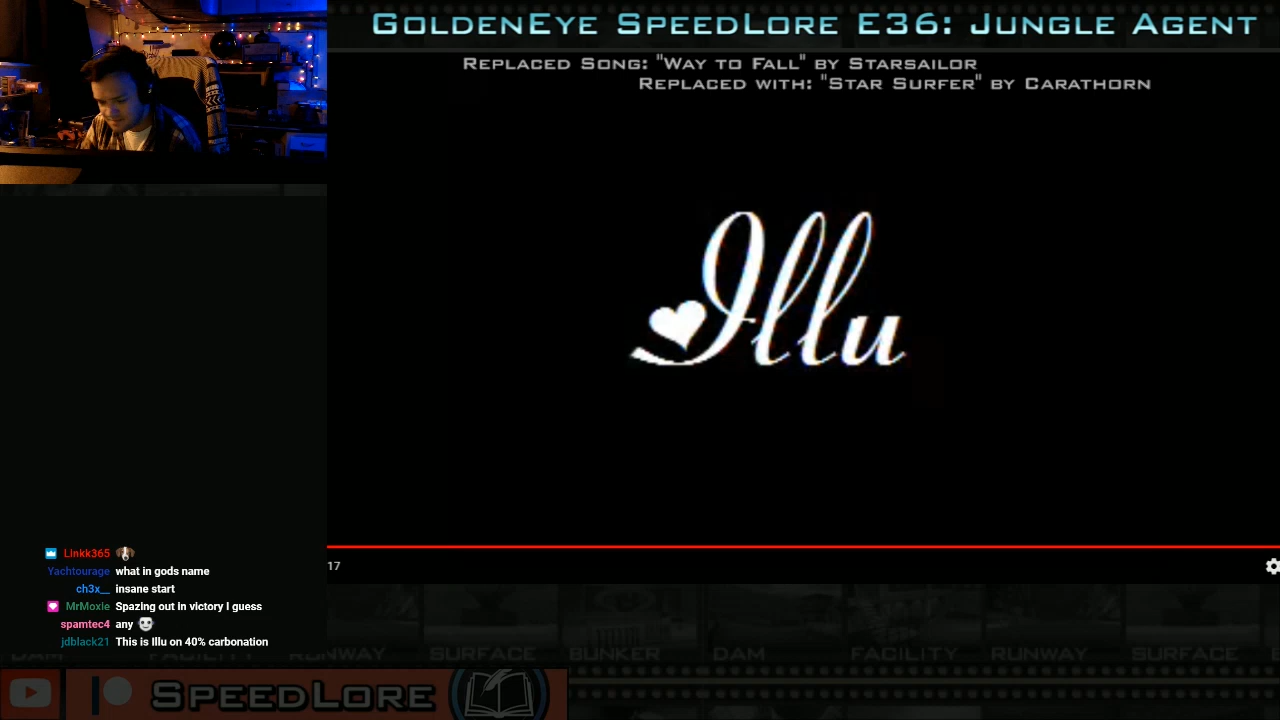 GoldenEye SpeedLore E36: Jungle Agent
Replaced Song: "Way to Fall" by Starsailor
Replaced with: "Star Surfer" by Carathorn
Illu
Linkk365
Yachtourage what in gods name
ch3x__ insane start
MrMoxie Spazing out in victory I guess
spamtec4 any
jdblack21 This is Illu on 40% carbonation
17
Dam Facility Runway Surface Bunker Dam Facility Runway Surface
SpeedLore